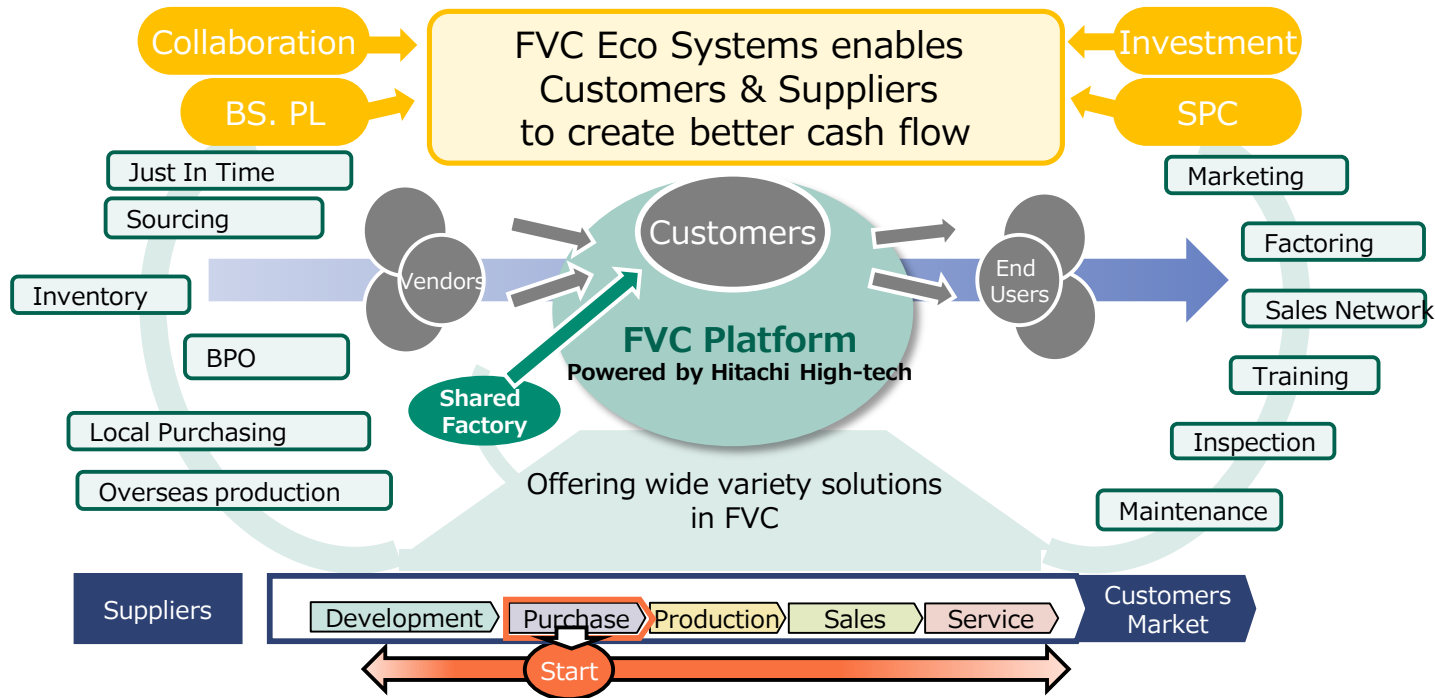 Collaboration
BS. PL
FVC Eco Systems enables
Customers & Suppliers
to create better cash flow
Investment
SPC
Just In Time
Sourcing
Inventory
BPO
Local Purchasing
Overseas production
Vendors
Customers
End
Users
FVC Platform
Powered by Hitachi High-tech
Shared
Factory
Marketing
Factoring
Sales Network
Training
Inspection
Maintenance
Offering wide variety solutions
in FVC
Suppliers
Development
Purchase
Production
Sales
Service
Customers
Market
Start